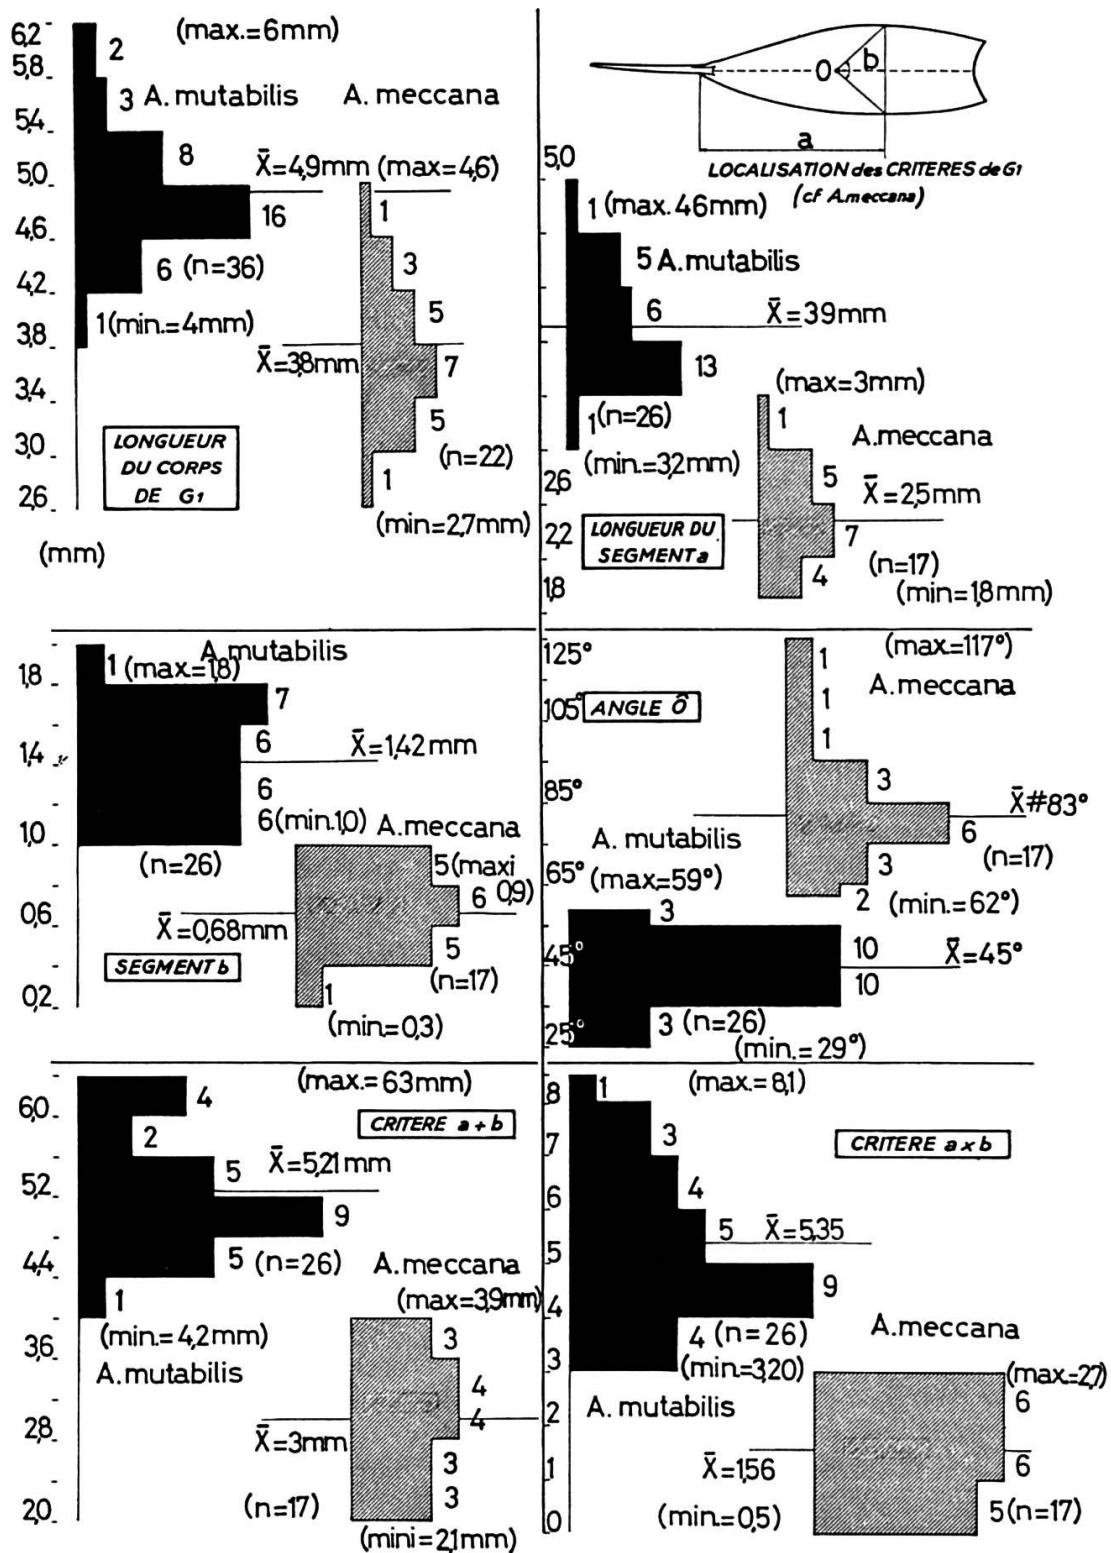 6,2
5,8
5,4
5,0
4,6
4,2
3,8
3,4
3,0
2,6
(mm)
(max.=6mm)
2
3
A. mutabilis
8
X̄=4,9mm
16
6 (n=36)
1(min.=4mm)
A. meccana
(max=4,6)
1
3
5
X̄=3,8mm
7
5
(n=22)
1
(min=2,7mm)
LONGUEUR
DU CORPS
DE G1
O
b
a
LOCALISATION des CRITERES de G1
(cf A.meccana)
5,0
2,6
2,2
1,8
1(max.46mm)
5 A.mutabilis
6
X̄=39mm
13
1(n=26)
(min.=3,2mm)
(max=3mm)
1
A.meccana
5
X̄=2,5mm
7
(n=17)
4
(min=1,8mm)
LONGUEUR DU
SEGMENT a
1,8
1,4
1,0
0,6
0,2
A.mutabilis
1(max.=1,8)
7
6
X̄=1,42mm
6
6(min.1,0)
(n=26)
A.meccana
5(maxi
6 0,9)
X̄=0,68mm
5
(n=17)
1
(min.=0,3)
SEGMENT b
125°
105°
85°
65°
45°
25°
ANGLE Ô
(max.=117°)
1
A.meccana
1
1
3
X̄#83°
6
(n=17)
3
2
(min.=62°)
A. mutabilis
(max.=59°)
3
10
X̄=45°
10
3 (n=26)
(min.=29°)
6,0
5,2
4,4
3,6
2,8
2,0
(max.=63mm)
4
CRITERE a+b
2
5
X̄=5,21mm
9
5 (n=26)
1
(min.=4,2mm)
A.mutabilis
A.meccana
(max=3,9mm)
3
4
4
X̄=3mm
3
3
(n=17)
(mini=2,1mm)
8
7
6
5
4
3
2
1
0
1
(max.=8,1)
3
CRITERE axb
4
5
X̄=5,35
9
4 (n=26)
(min.=3,20)
A. mutabilis
A.meccana
(max.=2,7)
6
X̄=1,56
6
(min.=0,5)
5(n=17)